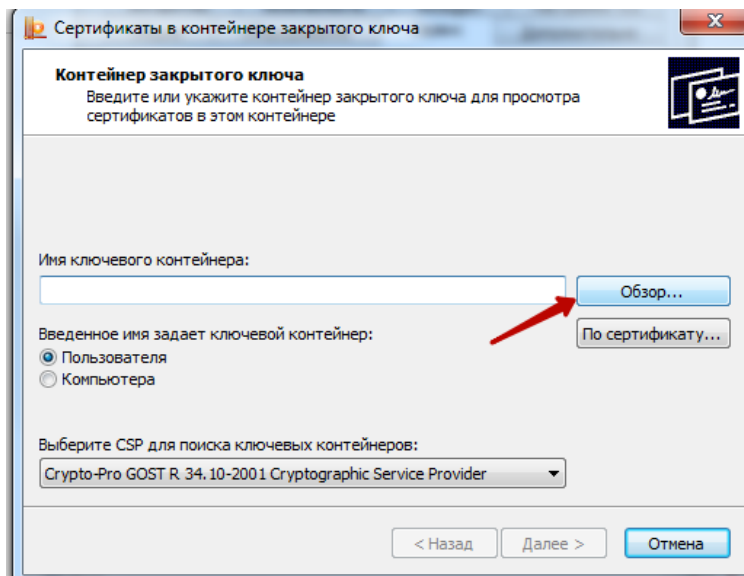 Сертификаты в контейнере закрытого ключа
Контейнер закрытого ключа
Введите или укажите контейнер закрытого ключа для просмотра
сертификатов в этом контейнере
Имя ключевого контейнера:
Обзор...
Введенное имя задает ключевой контейнер:
По сертификату...
Пользователя
Компьютера
Выберите CSP для поиска ключевых контейнеров:
Crypto-Pro GOST R 34.10-2001 Cryptographic Service Provider
< Назад
Далее >
Отмена